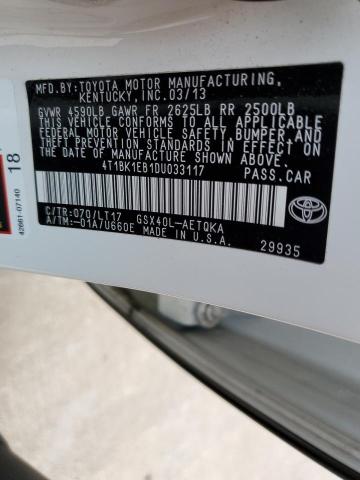 MFD.BY:TOYOTA MOTOR MANUFACTURING,
KENTUCKY, INC.03/13
GVWR 4590LB GAWR FR 2625LB RR 2500LB
THIS VEHICLE CONFORMS TO ALL APPLICABLE
FEDERAL MOTOR VEHICLE SAFETY, BUMPER, AND
THEFT PREVENTION STANDARDS IN EFFECT ON
THE DATE OF MANUFACTURE SHOWN ABOVE.
4T1BK1EB1DU033117 PASS.CAR
C/TR:070/LT17 GSX40L-AETQKA
A/TM:-01A/U660E MADE IN U.S.A.
29935
18
42661-07140